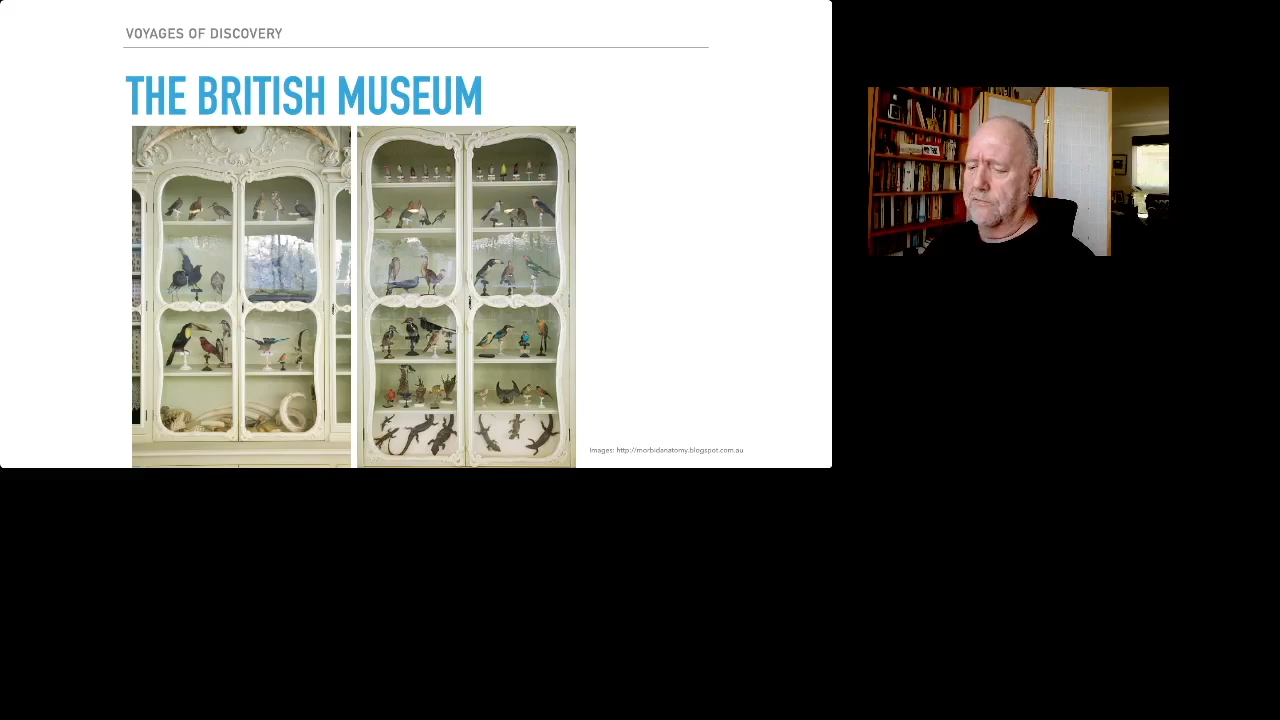 VOYAGES OF DISCOVERY
THE BRITISH MUSEUM
Images: http://morbidanatomy.blogspot.com.au